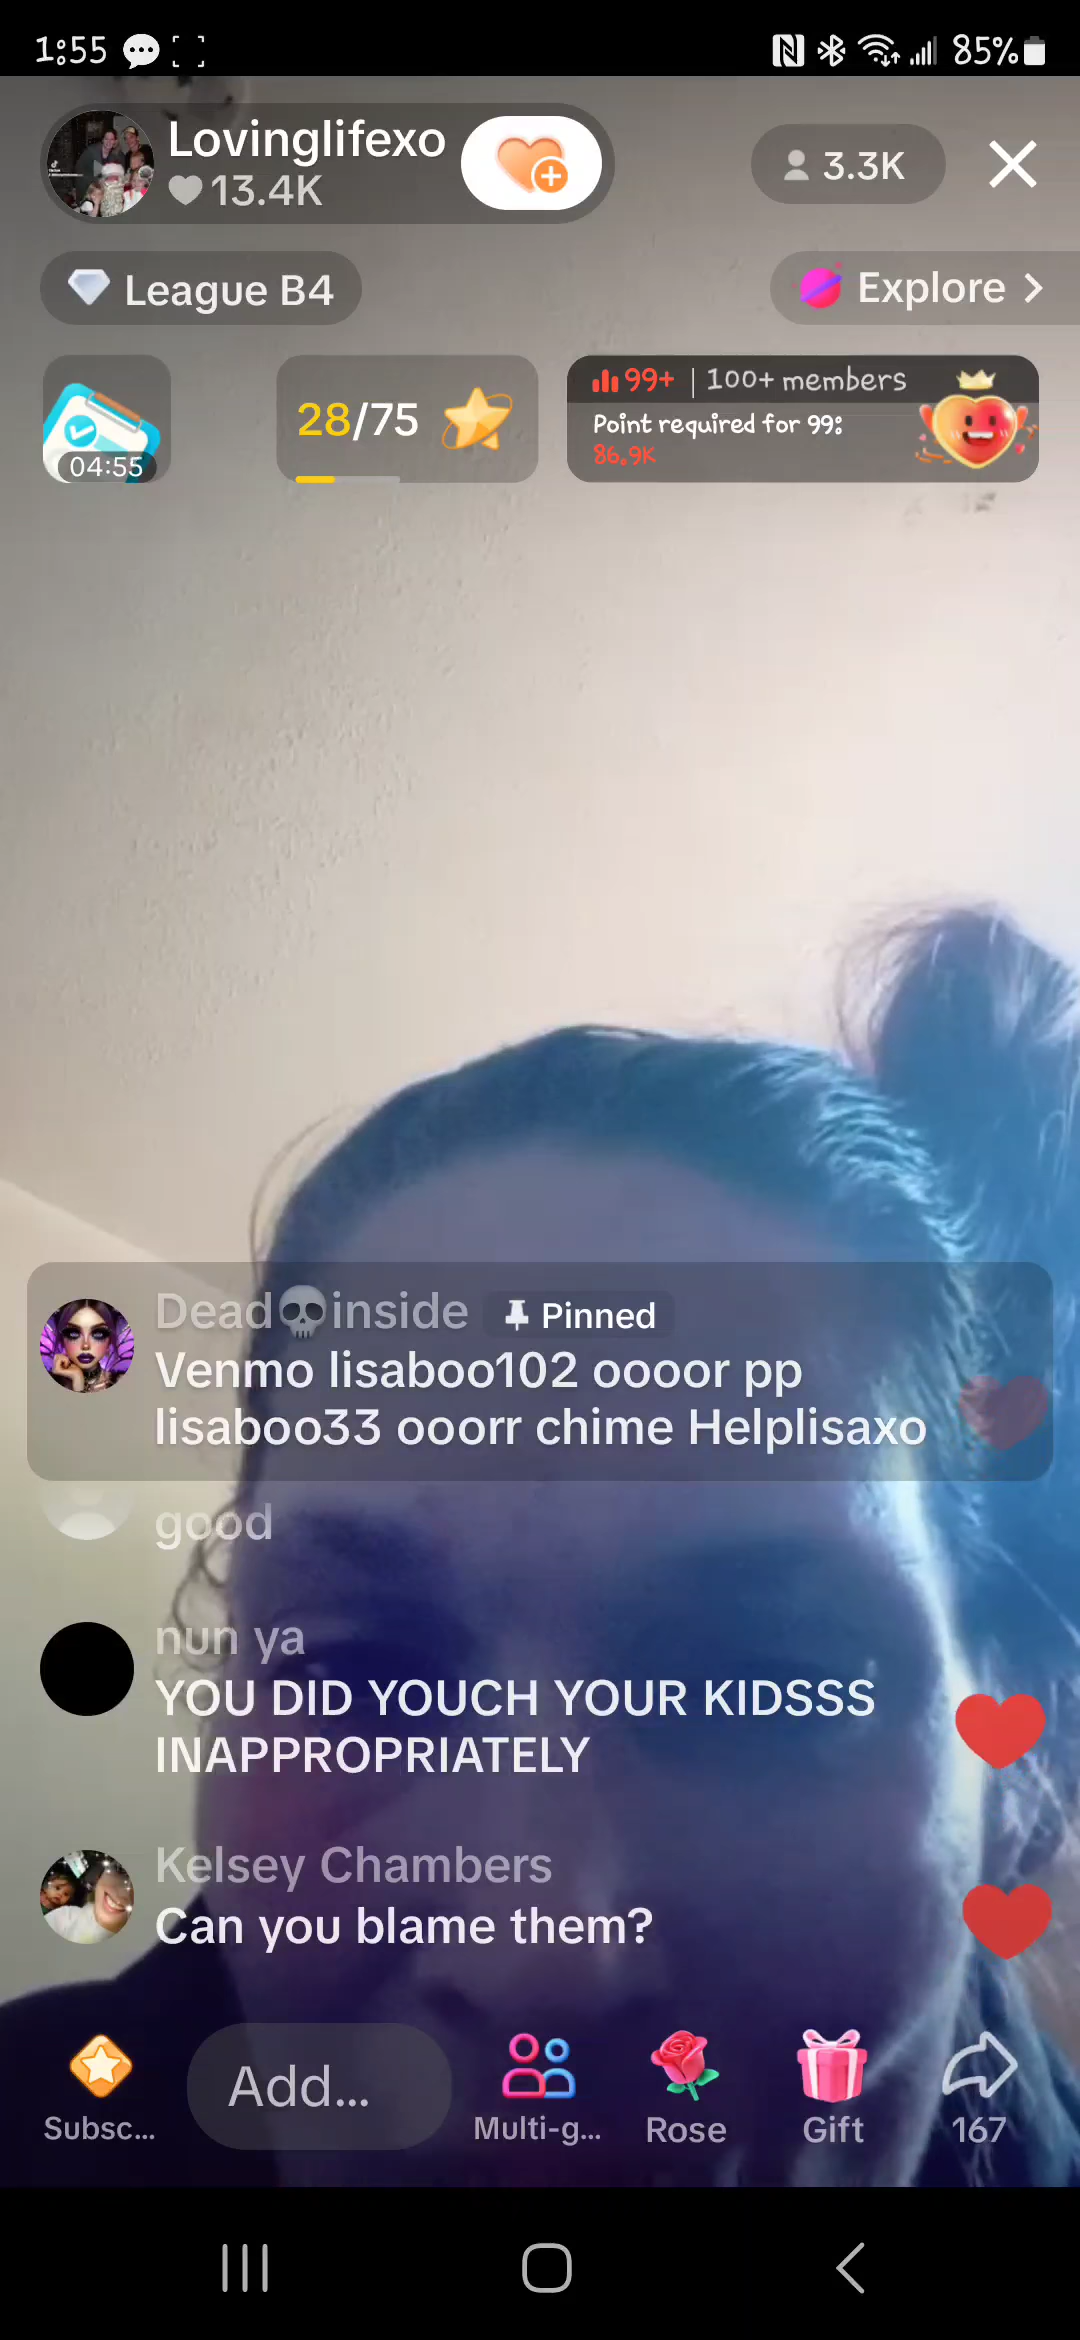 1:55
85%
Lovinglifexo
13.4K
3.3K
League B4
Explore
04:55
28/75
99+ | 100+ members
Point required for 99:
86.9K
Dead💀inside Pinned
Venmo lisaboo102 oooor pp
lisaboo33 ooorr chime Helplisaxo
good
nun ya
YOU DID YOUCH YOUR KIDSSS
INAPPROPRIATELY
Kelsey Chambers
Can you blame them?
Subsc...
Add...
Multi-g...
Rose
Gift
167